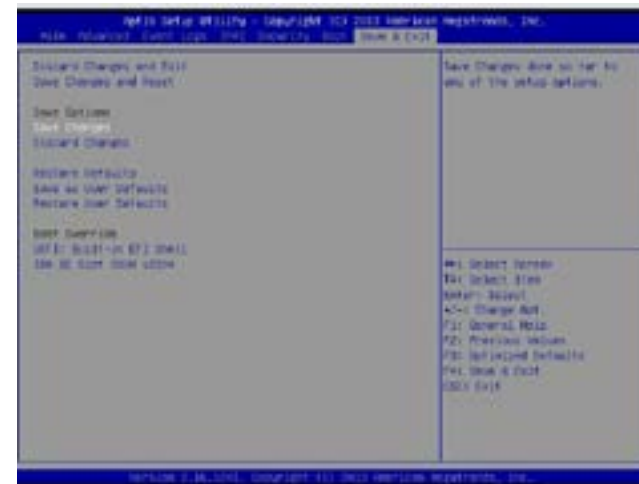 Aptio Setup Utility - Copyright (C) 2013 American Megatrends, Inc.
Main Advanced Event Logs IPMI Security Boot Save & Exit
Discard Changes and Exit
Save Changes and Reset
Save Options
Save Changes
Discard Changes
Restore Defaults
Save as User Defaults
Restore User Defaults
Boot Override
UEFI: Built-in EFI Shell
IBA GE Slot
Save Changes done so far to
any of the setup options.
Select Screen
Select Item
Enter: Select
+/-: Change Opt.
F1: General Help
F2: Previous Values
F3: Optimized Defaults
F4: Save & Exit
ESC: Exit
Version Copyright (C) 2013 American Megatrends, Inc.